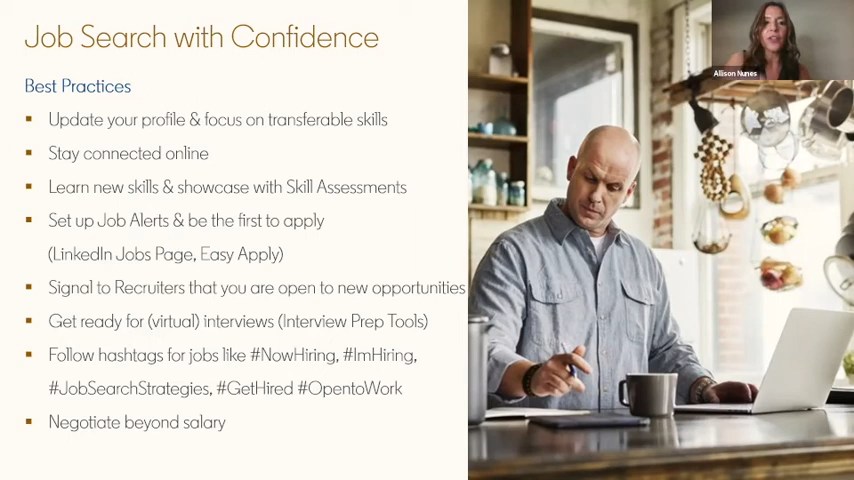 Job Search with Confidence
Best Practices
▪ Update your profile & focus on transferable skills
▪ Stay connected online
▪ Learn new skills & showcase with Skill Assessments
▪ Set up Job Alerts & be the first to apply
(LinkedIn Jobs Page, Easy Apply)
▪ Signal to Recruiters that you are open to new opportunities
▪ Get ready for (virtual) interviews (Interview Prep Tools)
▪ Follow hashtags for jobs like #NowHiring, #ImHiring,
#JobSearchStrategies, #GetHired #OpentoWork
▪ Negotiate beyond salary
Allison Nunes